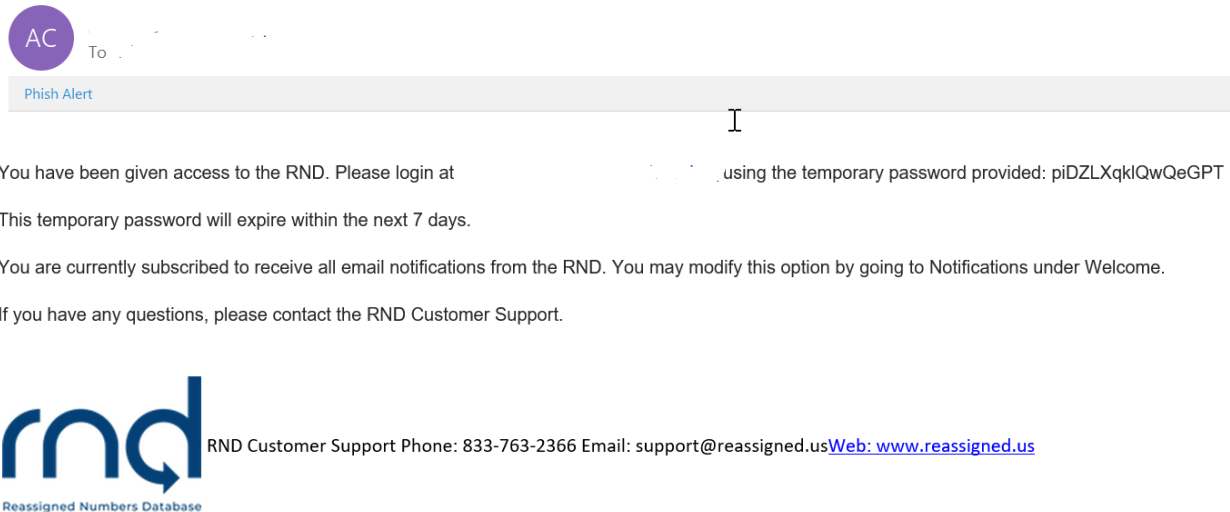 AC
To
Phish Alert
You have been given access to the RND. Please login at using the temporary password provided: piDZLXqklQwQeGPT
This temporary password will expire within the next 7 days.
You are currently subscribed to receive all email notifications from the RND. You may modify this option by going to Notifications under Welcome.
If you have any questions, please contact the RND Customer Support.
rnd
RND Customer Support Phone: 833-763-2366 Email: support@reassigned.usWeb: www.reassigned.us
Reassigned Numbers Database